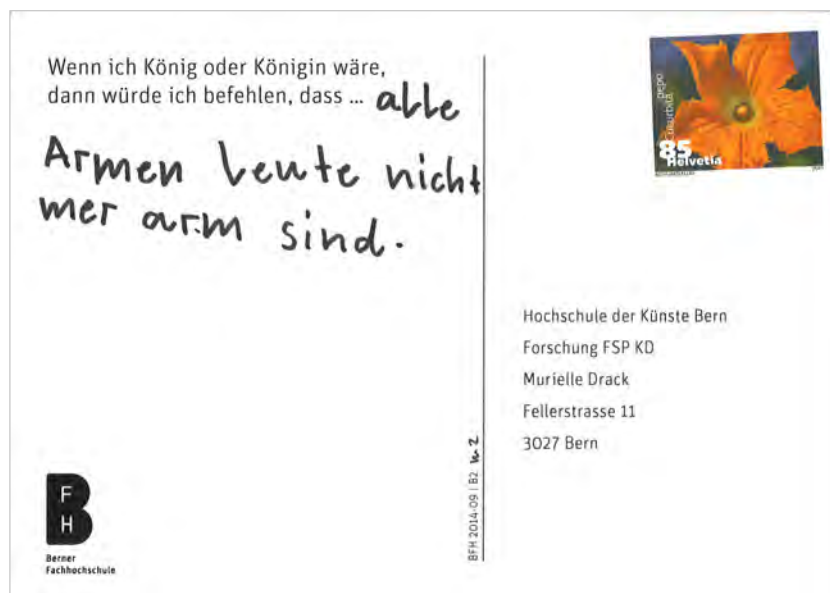 Wenn ich König oder Königin wäre,
dann würde ich befehlen, dass ... alle
Armen Leute nicht
mer arm sind.
Cucurbita pepo
85
Helvetia
Hochschule der Künste Bern
Forschung FSP KD
Murielle Drack
Fellerstrasse 11
3027 Bern
BFH 2014-09 | B2
B
F
H
Berner
Fachhochschule